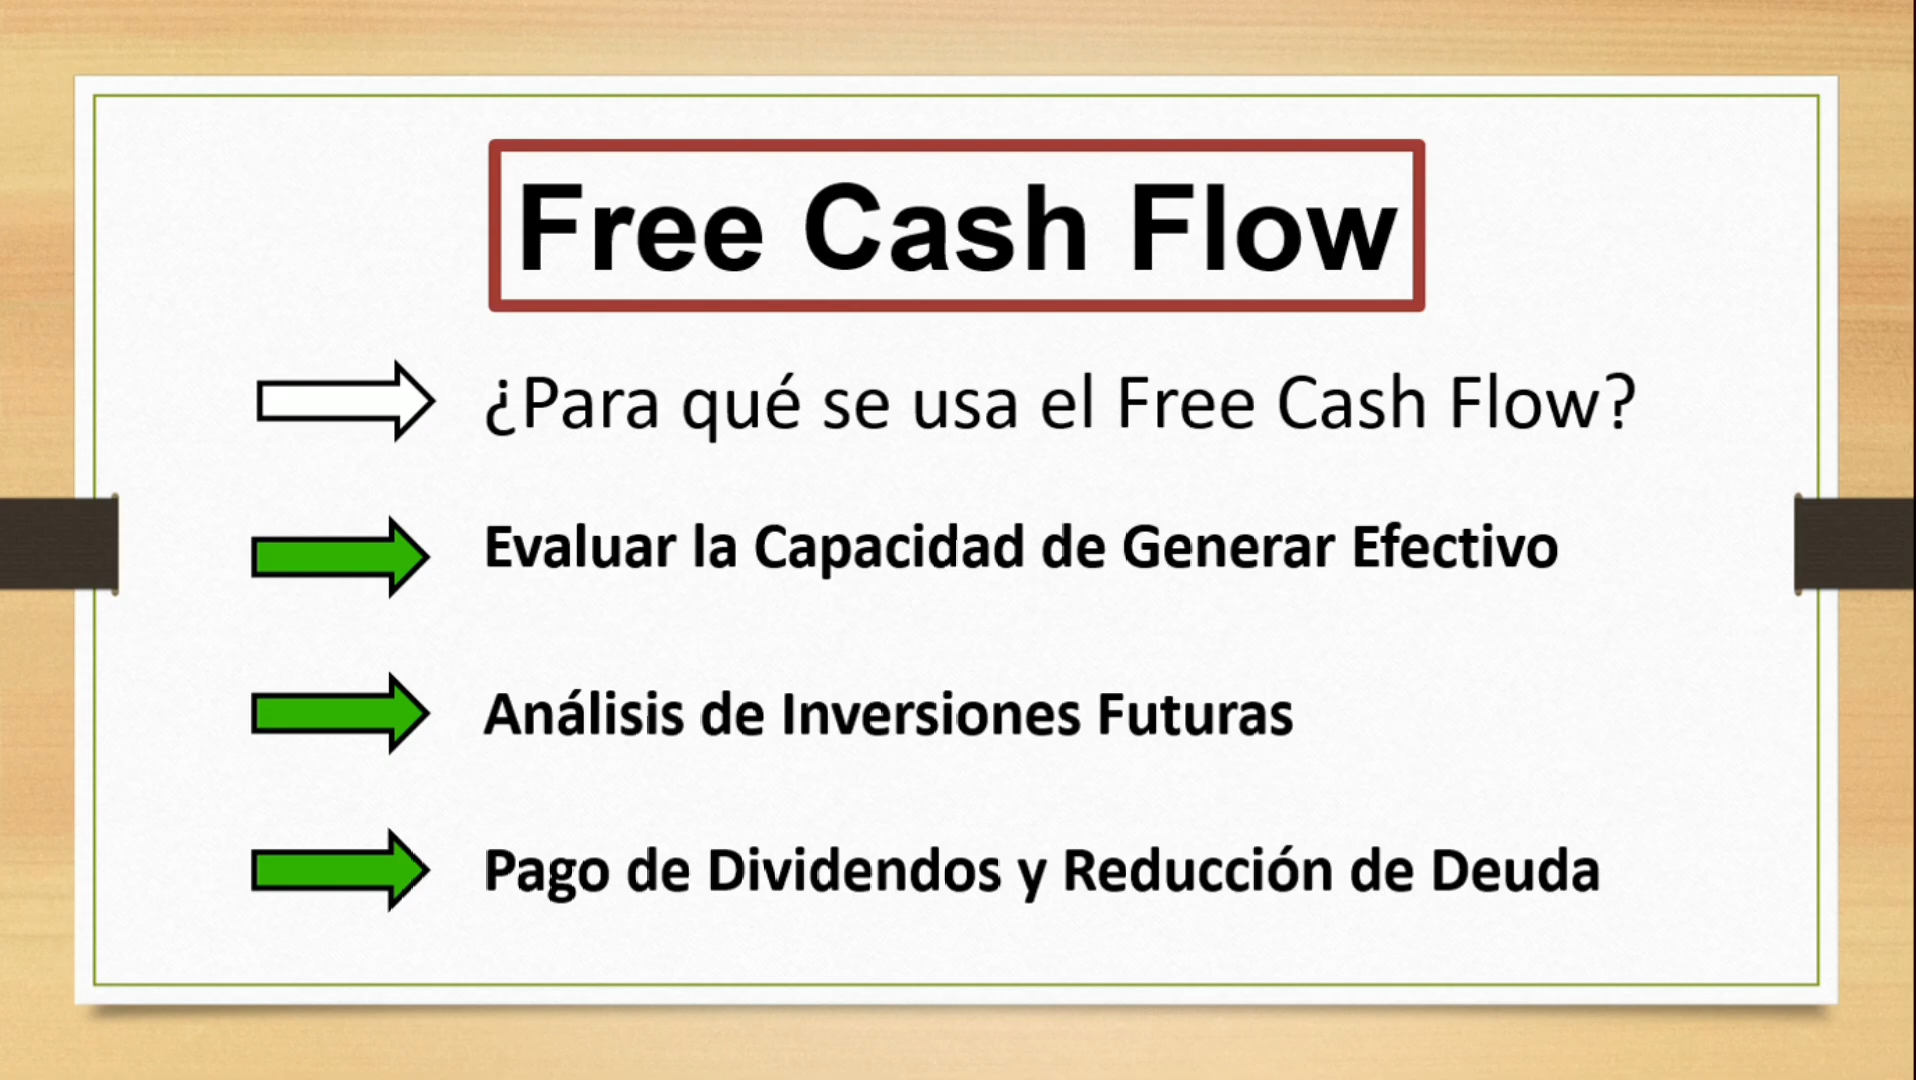 Free Cash Flow
¿Para qué se usa el Free Cash Flow?
Evaluar la Capacidad de Generar Efectivo
Análisis de Inversiones Futuras
Pago de Dividendos y Reducción de Deuda